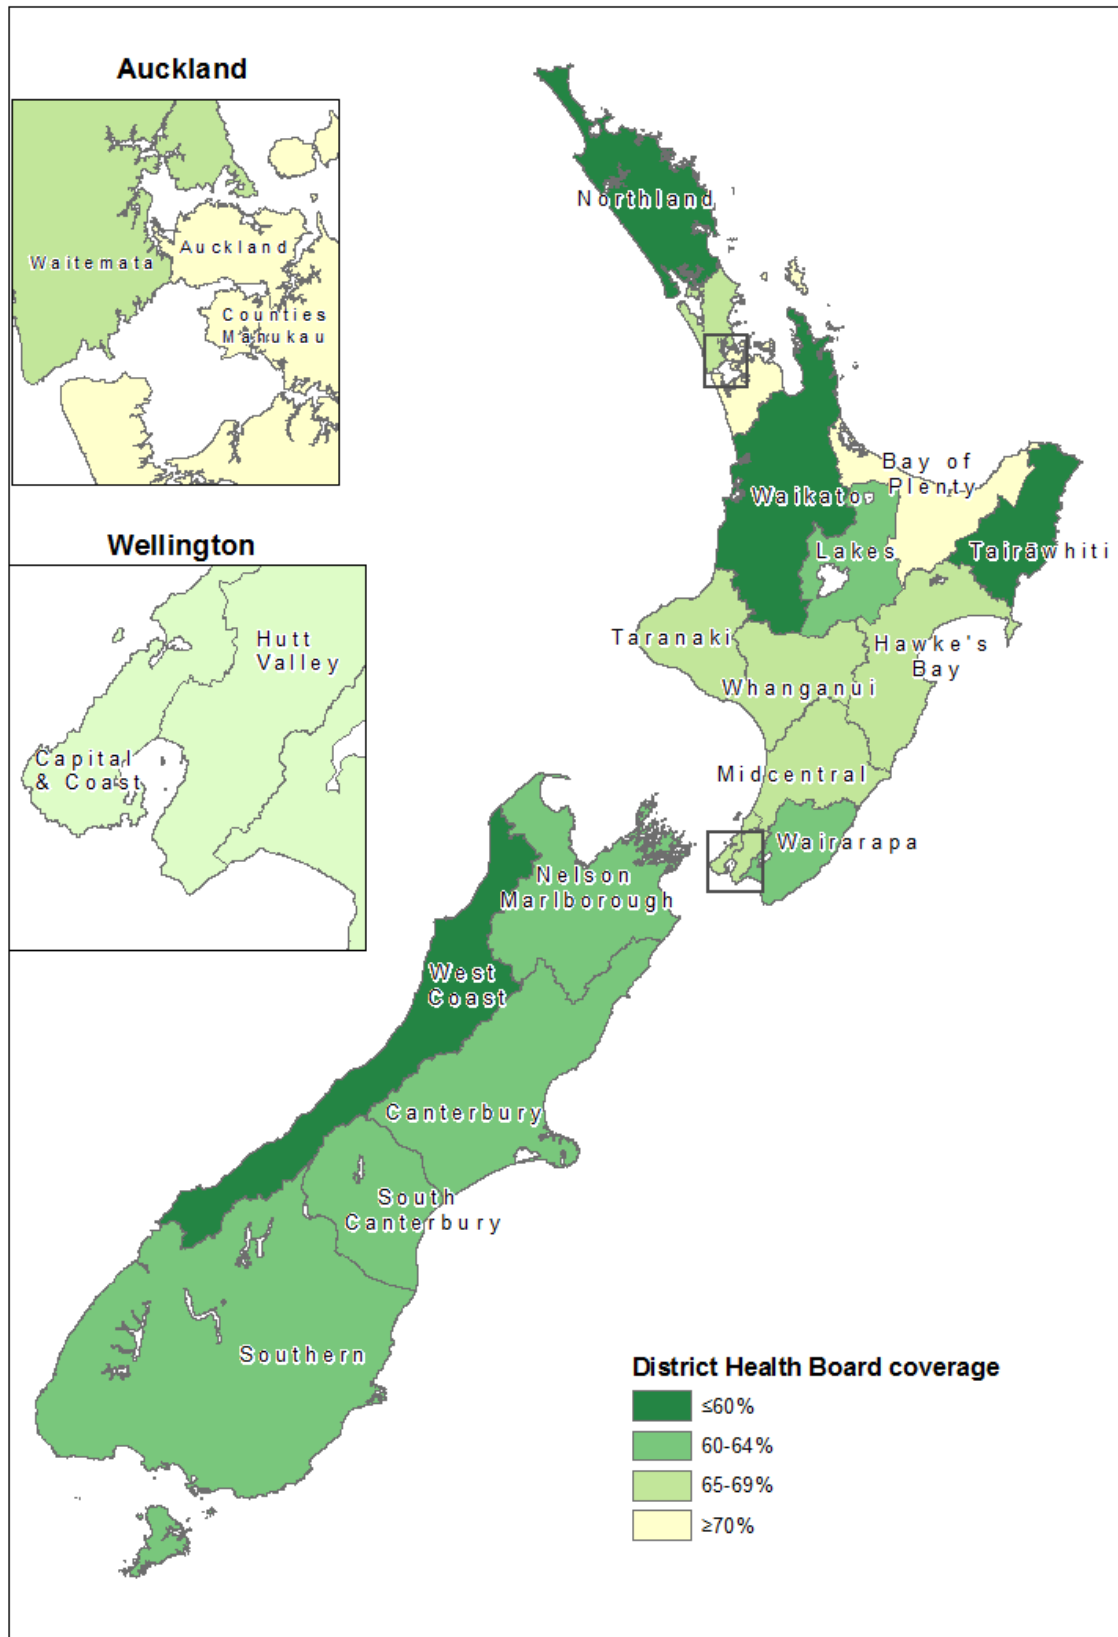 Auckland
Waitemata
Auckland
Counties
Manukau
Wellington
Hutt
Valley
Capital
& Coast
Northland
Bay of
Plenty
Waikato
Lakes
Tairāwhiti
Taranaki
Hawke's
Bay
Whanganui
Midcentral
Wairarapa
Nelson
Marlborough
West
Coast
Canterbury
South
Canterbury
Southern
District Health Board coverage
≤60%
60-64%
65-69%
≥70%